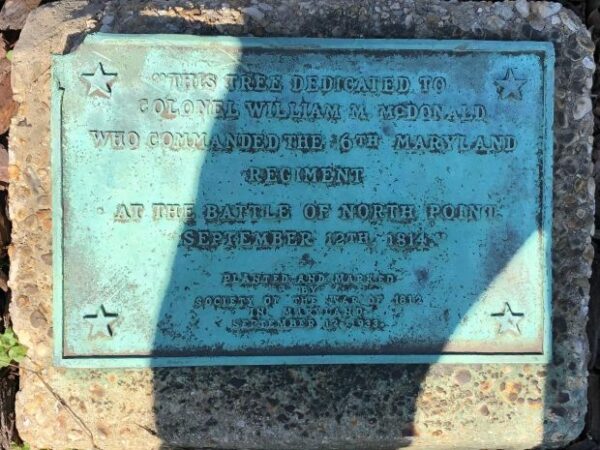 "THIS TREE DEDICATED TO
COLONEL WILLIAM M. MCDONALD
WHO COMMANDED THE 6TH MARYLAND
REGIMENT
AT THE BATTLE OF NORTH POINT
SEPTEMBER 12TH, 1814."
PLANTED AND MARKED
BY
SOCIETY OF THE WAR OF 1812
IN MARYLAND
SEPTEMBER 1933